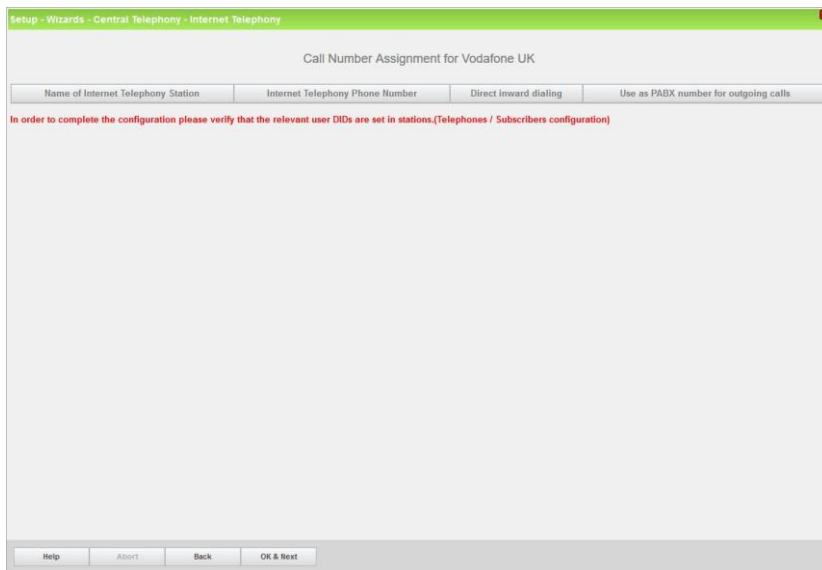 Setup - Wizards - Central Telephony - Internet Telephony
Call Number Assignment for Vodafone UK
Name of Internet Telephony Station Internet Telephony Phone Number Direct inward dialing Use as PABX number for outgoing calls
In order to complete the configuration please verify that the relevant user DIDs are set in stations.(Telephones / Subscribers configuration)
Help Abort Back OK & Next